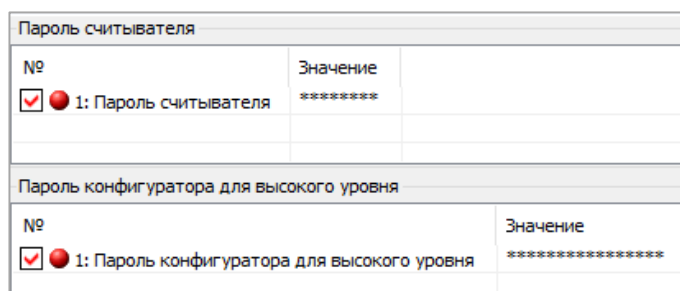 Пароль считывателя
№ Значение
1: Пароль считывателя ********
Пароль конфигуратора для высокого уровня
№ Значение
1: Пароль конфигуратора для высокого уровня ****************